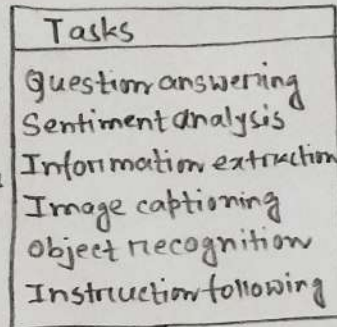 Tasks
Question answering
Sentiment analysis
Information extraction
Image captioning
Object recognition
Instruction following